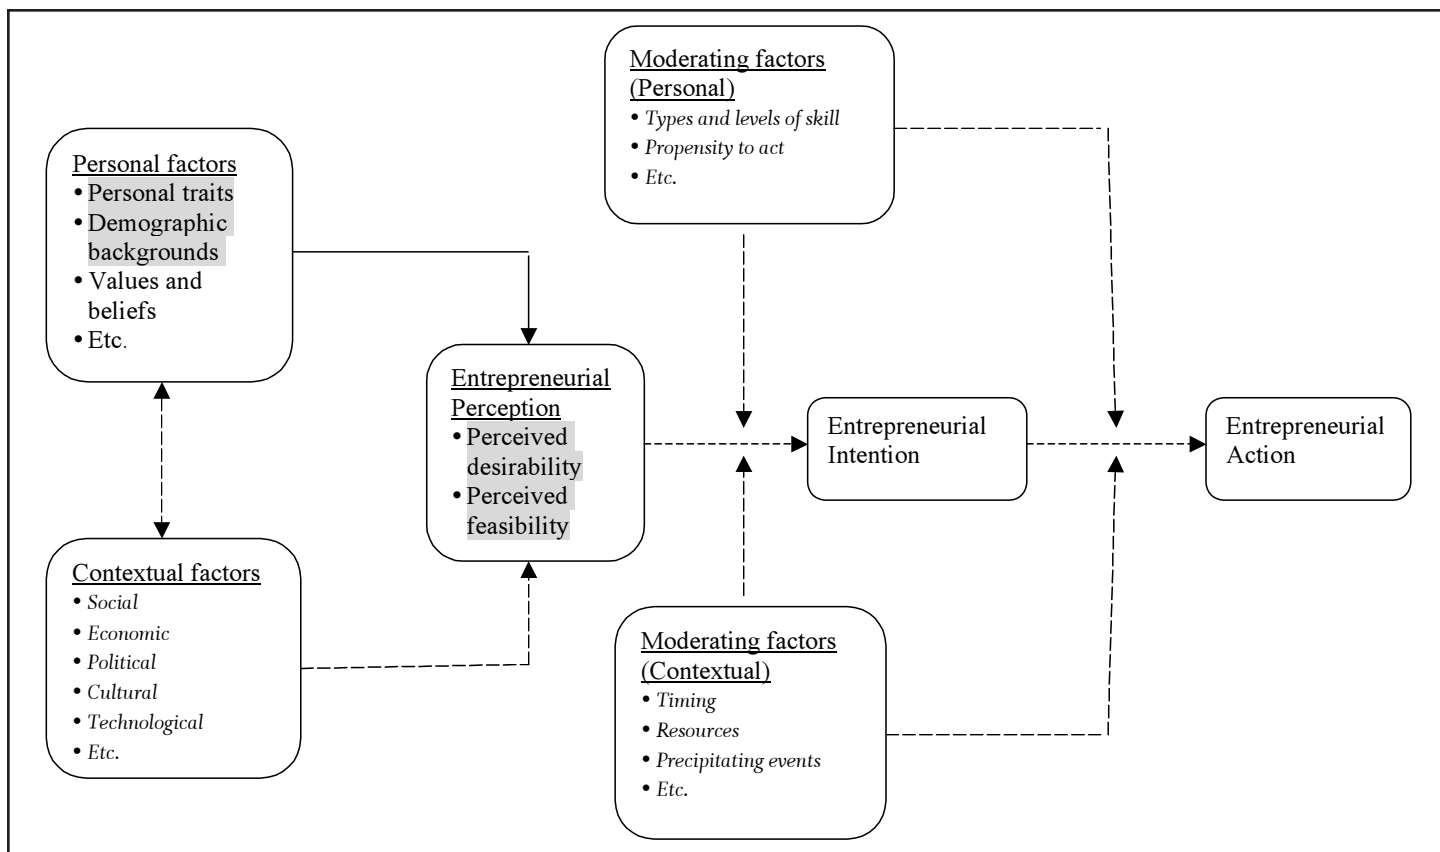 Moderating factors
(Personal)
• Types and levels of skill
• Propensity to act
• Etc.
Personal factors
• Personal traits
• Demographic
backgrounds
• Values and
beliefs
• Etc.
Entrepreneurial
Perception
• Perceived
desirability
• Perceived
feasibility
Entrepreneurial
Intention
Entrepreneurial
Action
Contextual factors
• Social
• Economic
• Political
• Cultural
• Technological
• Etc.
Moderating factors
(Contextual)
• Timing
• Resources
• Precipitating events
• Etc.